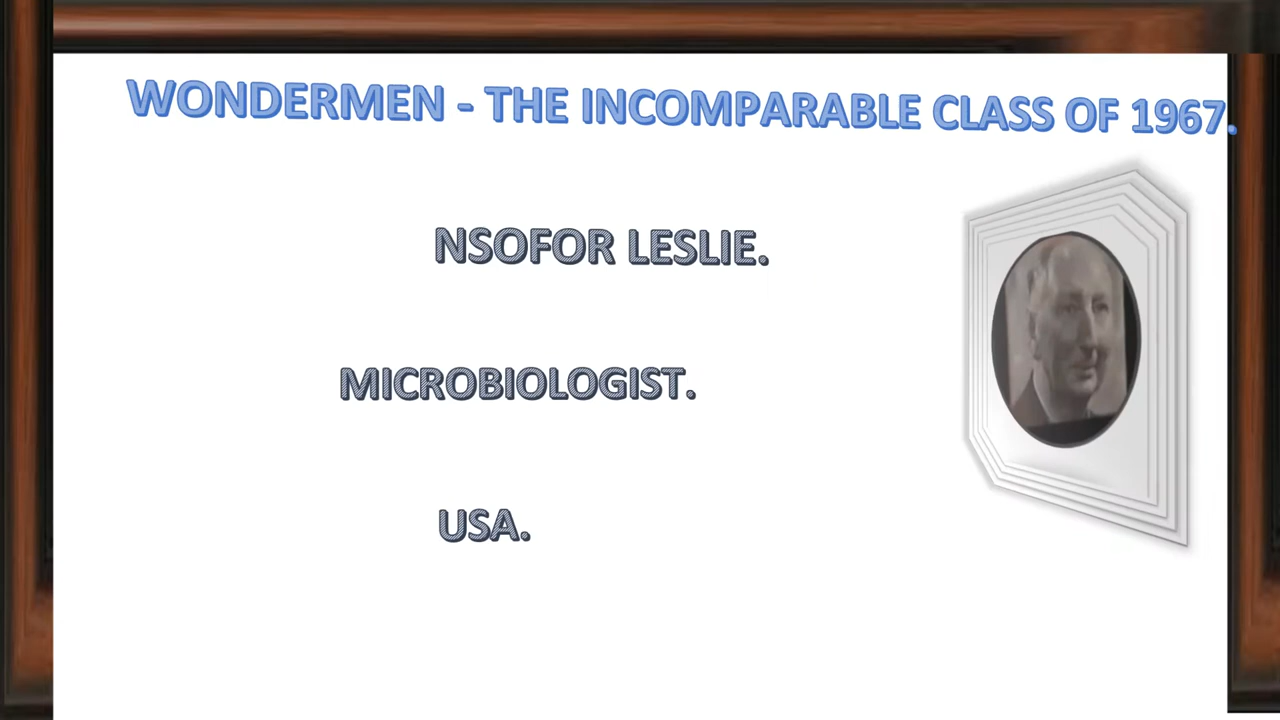 WONDERMEN - THE INCOMPARABLE CLASS OF 1967.
NSOFOR LESLIE.
MICROBIOLOGIST.
USA.